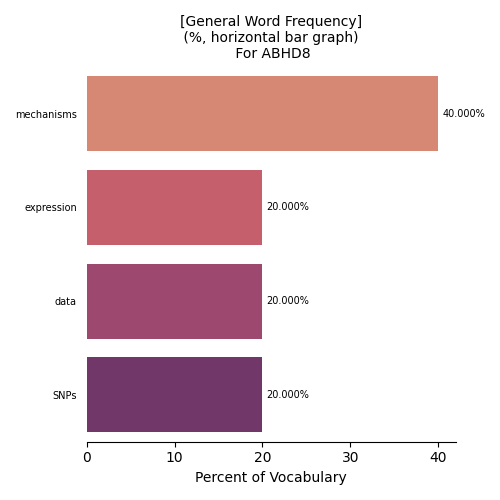 [General Word Frequency]
(%, horizontal bar graph)
For ABHD8
mechanisms
40.000%
expression
20.000%
data
20.000%
SNPs
20.000%
0 10 20 30 40
Percent of Vocabulary